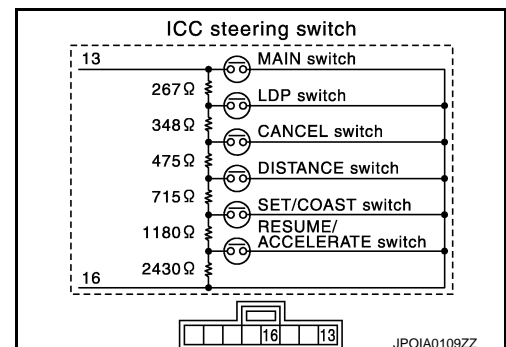 ICC steering switch
13
MAIN switch
267Ω
LDP switch
348Ω
CANCEL switch
475Ω
DISTANCE switch
715Ω
SET/COAST switch
1180Ω
RESUME/
ACCELERATE switch
2430Ω
16
16 13
JPOIA0109ZZ